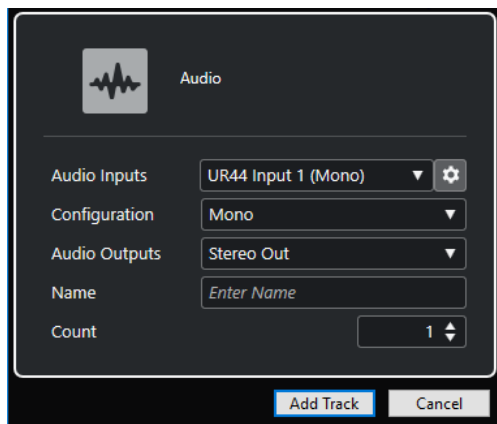 Audio
Audio Inputs UR44 Input 1 (Mono)
Configuration Mono
Audio Outputs Stereo Out
Name Enter Name
Count 1
Add Track Cancel